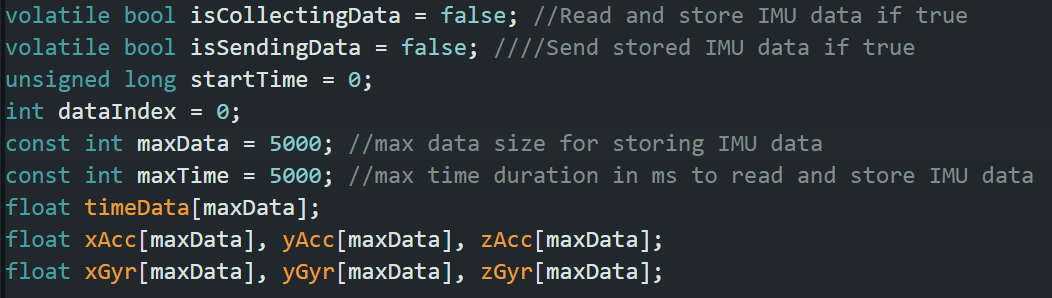 volatile bool isCollectingData = false; //Read and store IMU data if true
volatile bool isSendingData = false; ////Send stored IMU data if true
unsigned long startTime = 0;
int dataIndex = 0;
const int maxData = 5000; //max data size for storing IMU data
const int maxTime = 5000; //max time duration in ms to read and store IMU data
float timeData[maxData];
float xAcc[maxData], yAcc[maxData], zAcc[maxData];
float xGyr[maxData], yGyr[maxData], zGyr[maxData];